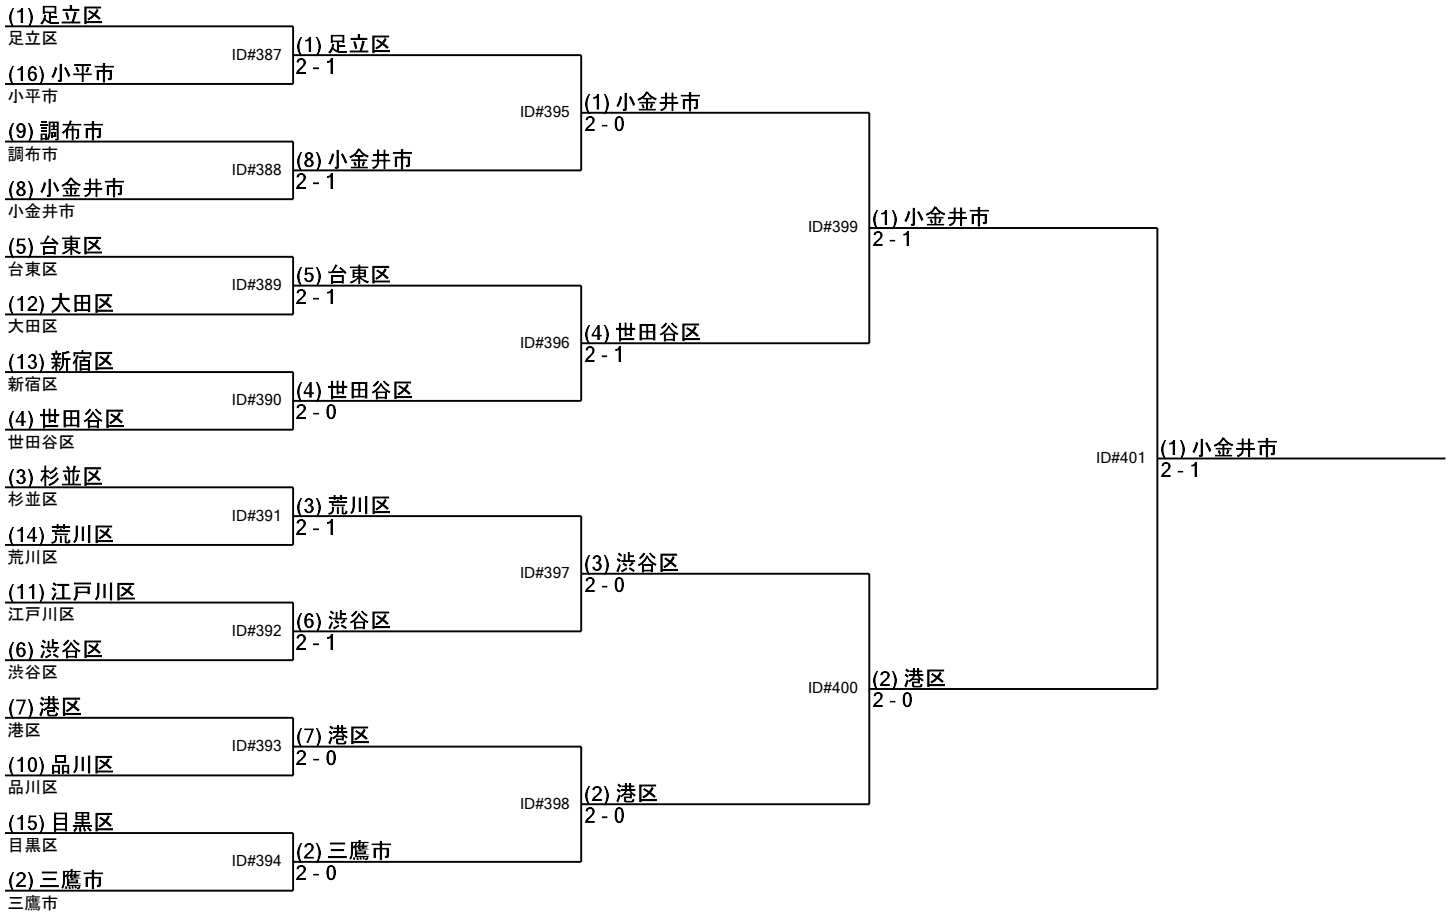 (1) 足立区
足立区
(16) 小平市
小平市
(9) 調布市
調布市
(8) 小金井市
小金井市
(5) 台東区
台東区
(12) 大田区
大田区
(13) 新宿区
新宿区
(4) 世田谷区
世田谷区
(3) 杉並区
杉並区
(14) 荒川区
荒川区
(11) 江戸川区
江戸川区
(6) 渋谷区
渋谷区
(7) 港区
港区
(10) 品川区
品川区
(15) 目黒区
目黒区
(2) 三鷹市
三鷹市
ID#387
ID#388
ID#389
ID#390
ID#391
ID#392
ID#393
ID#394
(1) 足立区
2 - 1
(8) 小金井市
2 - 1
(5) 台東区
2 - 1
(4) 世田谷区
2 - 0
(3) 荒川区
2 - 1
(6) 渋谷区
2 - 1
(7) 港区
2 - 0
(2) 三鷹市
2 - 0
ID#395
ID#396
ID#397
ID#398
(1) 小金井市
2 - 0
(4) 世田谷区
2 - 1
(3) 渋谷区
2 - 0
(2) 港区
2 - 0
ID#399
ID#400
(1) 小金井市
2 - 1
(2) 港区
2 - 0
ID#401
(1) 小金井市
2 - 1